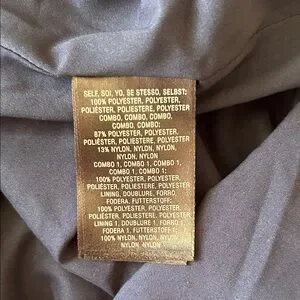 SELF, SOI, YO, SE STESSO, SELBST:
100% POLYESTER, POLYESTER,
POLIÉSTER, POLIESTERE, POLYESTER
COMBO, COMBO, COMBO,
COMBO, COMBO:
87% POLYESTER, POLYESTER,
POLIÉSTER, POLIESTERE, POLYESTER
13% NYLON, NYLON, NYLON,
NYLON, NYLON
COMBO 1, COMBO 1, COMBO 1,
COMBO 1, COMBO 1:
100% POLYESTER, POLYESTER,
POLIÉSTER, POLIESTERE, POLYESTER
LINING, DOUBLURE, FORRO,
FODERA, FUTTERSTOFF:
100% POLYESTER, POLYESTER,
POLIÉSTER, POLIESTERE, POLYESTER
LINING 1, DOUBLURE 1, FORRO 1,
FODERA 1, FUTTERSTOFF 1:
100% NYLON, NYLON, NYLON,
NYLON, NYLON